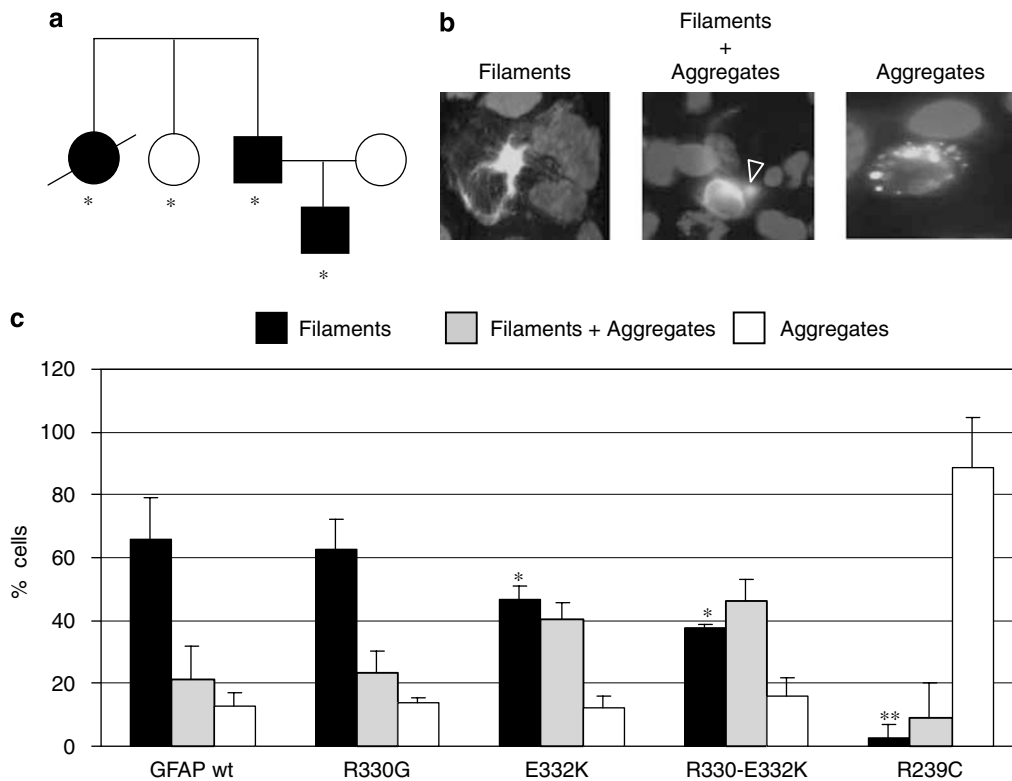 a
*
*
*
*
b
Filaments
Filaments
+
Aggregates
Aggregates
c
Filaments
Filaments + Aggregates
Aggregates
% cells
120
100
80
60
40
20
0
*
*
**
GFAP wt
R330G
E332K
R330-E332K
R239C